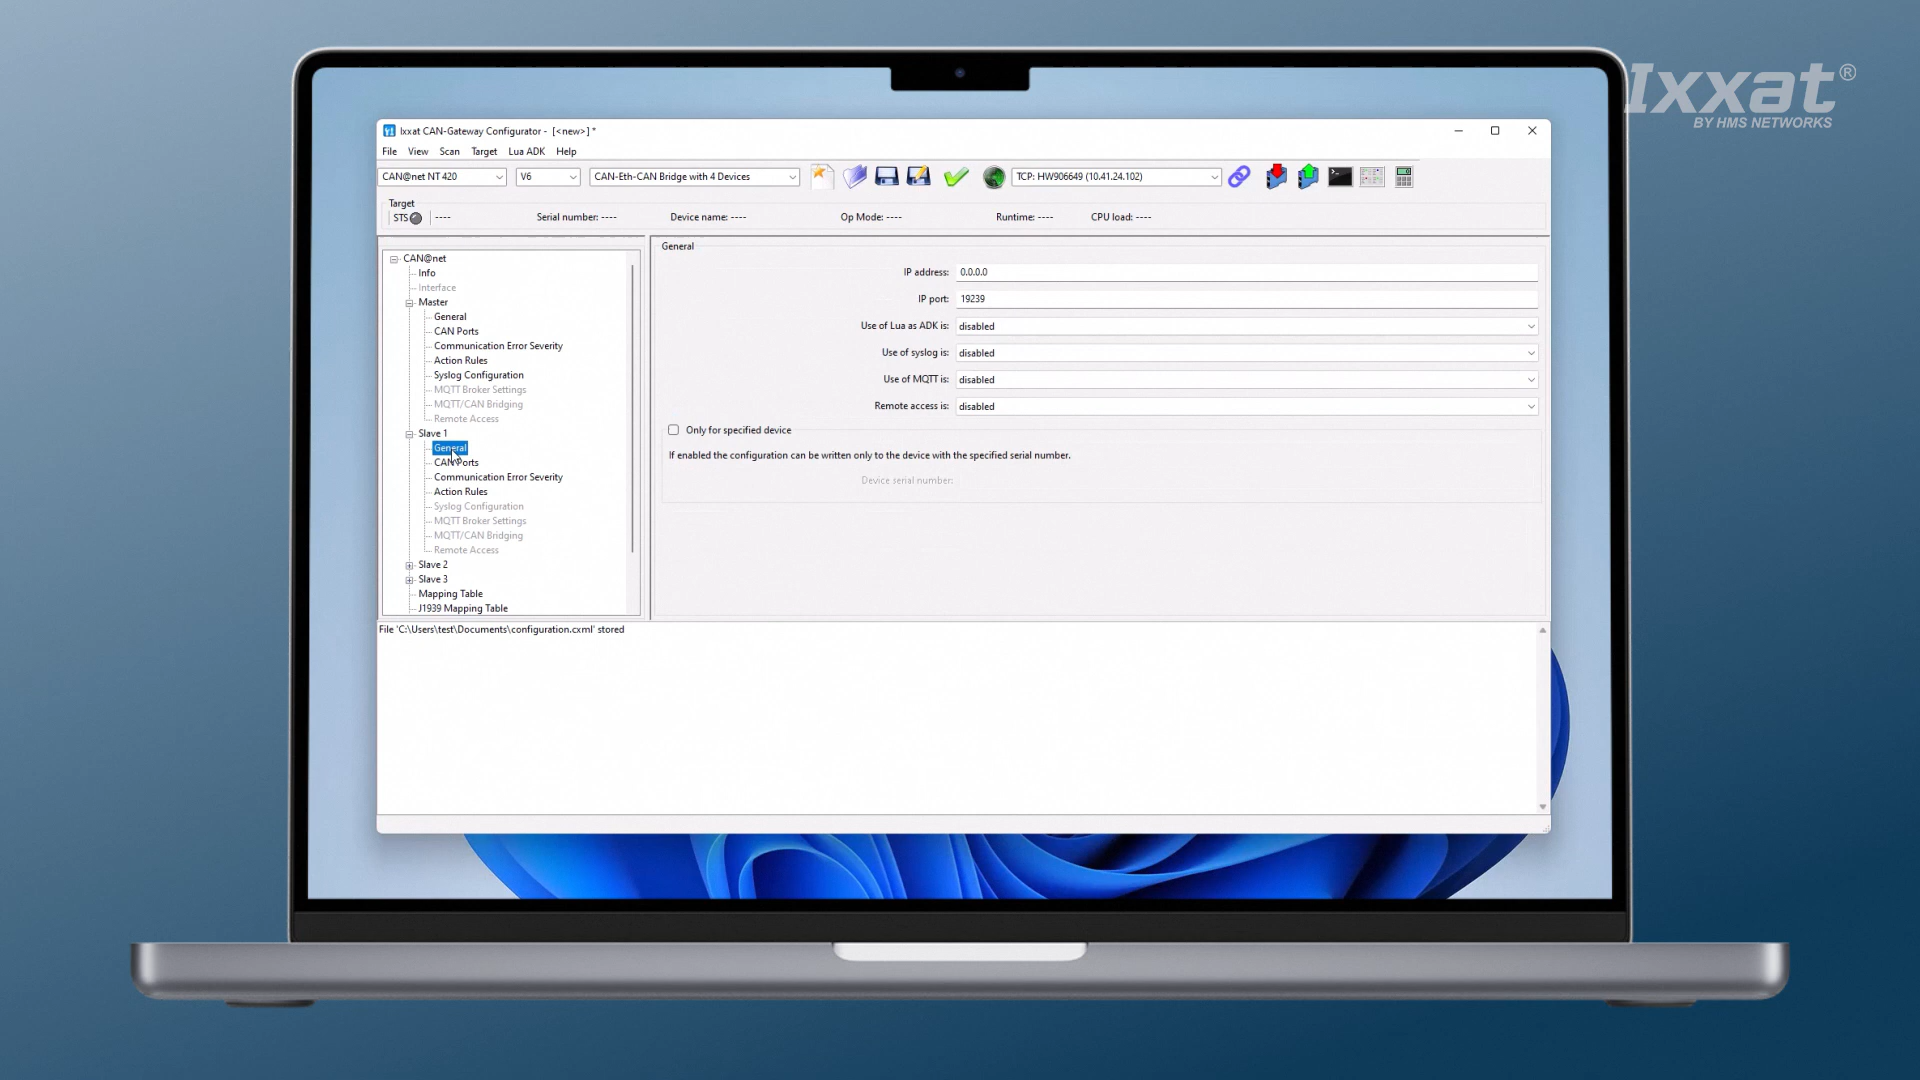 Ixxat®
BY HMS NETWORKS
Ixxat CAN-Gateway Configurator - [<new>] *
File View Scan Target Lua ADK Help
CAN@net NT 420 V6 CAN-Eth-CAN Bridge with 4 Devices TCP: HW906649 (10.41.24.102)
Target
STS ---- Serial number: ---- Device name: ---- Op Mode: ---- Runtime: ---- CPU load: ----
CAN@net
Info
Interface
Master
General
CAN Ports
Communication Error Severity
Action Rules
Syslog Configuration
MQTT Broker Settings
MQTT/CAN Bridging
Remote Access
Slave 1
General
CAN Ports
Communication Error Severity
Action Rules
Syslog Configuration
MQTT Broker Settings
MQTT/CAN Bridging
Remote Access
Slave 2
Slave 3
Mapping Table
J1939 Mapping Table
General
IP address: 0.0.0.0
IP port: 19239
Use of Lua as ADK is: disabled
Use of syslog is: disabled
Use of MQTT is: disabled
Remote access is: disabled
Only for specified device
If enabled the configuration can be written only to the device with the specified serial number.
Device serial number:
File 'C:\Users\test\Documents\configuration.cxml' stored